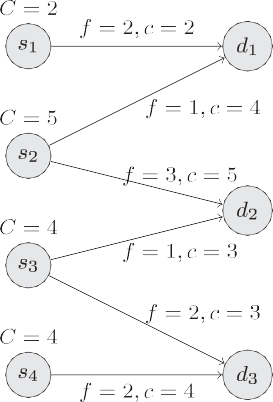 C = 2
s₁
f = 2, c = 2
d₁
f = 1, c = 4
C = 5
s₂
f = 3, c = 5
d₂
C = 4
s₃
f = 1, c = 3
f = 2, c = 3
C = 4
s₄
f = 2, c = 4
d₃